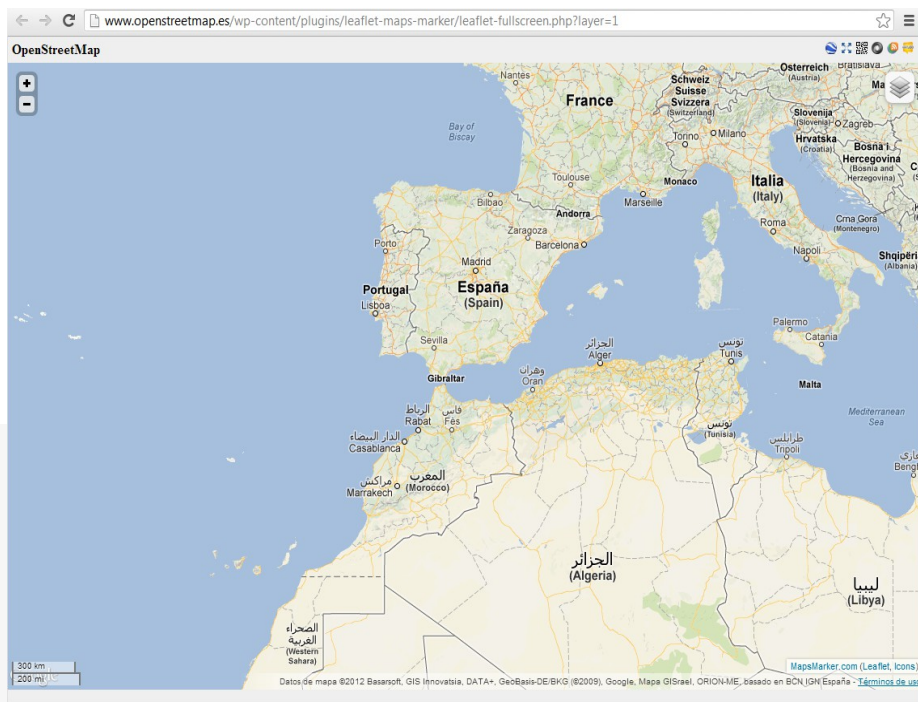 www.openstreetmap.es/wp-content/plugins/leaflet-maps-marker/leaflet-fullscreen.php?layer=1
OpenStreetMap
+
-
Nantes
France
Schweiz
Suisse
Svizzera
(Switzerland)
Österreich
(Austria)
Bratislava
Slovenija
(Slovenia)
Zagreb
Hrvatska
(Croatia)
Bosna i
Hercegovina
(Bosnia and
Herzegovina)
Bay of
Biscay
Torino
Milano
Toulouse
Monaco
Marseille
Italia
(Italy)
Bilbao
Andorra
Zaragoza
Barcelona
Roma
Crna Gora
(Montenegro)
Napoli
Shqipëri
(Albania)
Porto
Madrid
Portugal
España
(Spain)
Lisboa
Sevilla
Palermo
Catania
الجزائر
Alger
تونس
Tunis
Gibraltar
وهران
Oran
Malta
الرباط
Rabat
فاس
Fès
Mediterranean
Sea
تونس
(Tunisia)
طرابلس
Tripoli
الدار البيضاء
Casablanca
مراكش
Marrakech
المغرب
(Morocco)
الجزائر
(Algeria)
ليبيا
(Libya)
الصحراء
الغربية
(Western
Sahara)
300 km
200 mi
MapsMarker.com (Leaflet, Icons)
Datos de mapa ©2012 Basarsoft, GIS Innovatsia, DATA+, GeoBasis-DE/BKG (©2009), Google, Mapa GISrael, ORION-ME, basado en BCN IGN España - Términos de uso